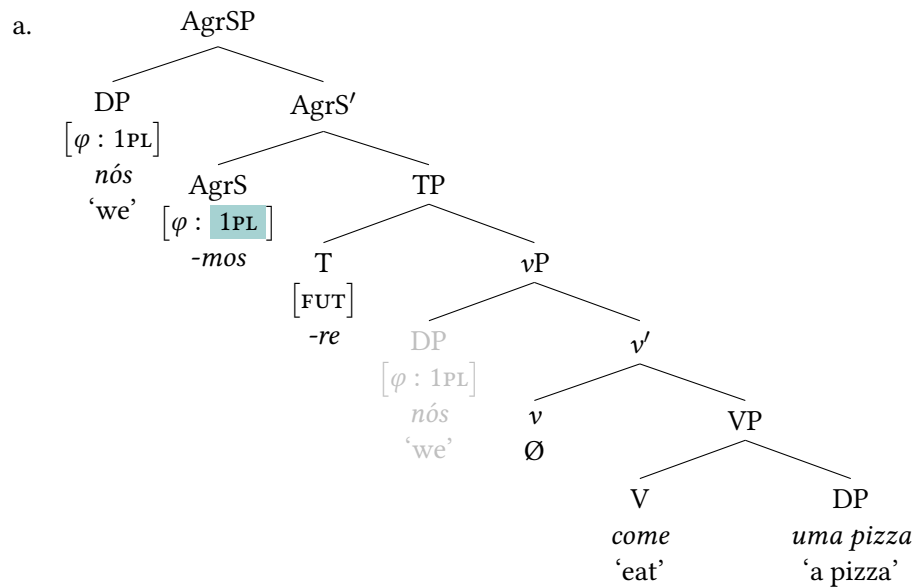 a. AgrSP
DP AgrS′
[φ : 1PL]
nós
‘we’
AgrS TP
[φ : 1PL]
-mos
T vP
[FUT]
-re
DP v′
[φ : 1PL]
nós
‘we’
v VP
Ø
V DP
come uma pizza
‘eat’ ‘a pizza’